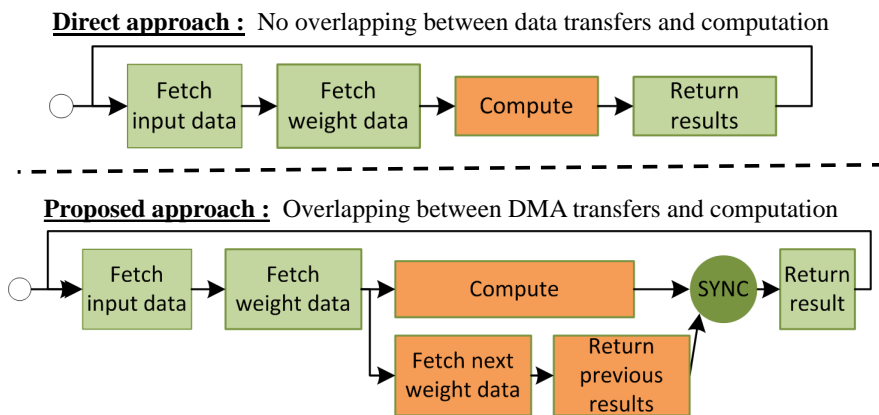 Direct approach : No overlapping between data transfers and computation
Fetch
input data
Fetch
weight data
Compute
Return
results
Proposed approach : Overlapping between DMA transfers and computation
Fetch
input data
Fetch
weight data
Compute
SYNC
Return
result
Fetch next
weight data
Return
previous
results